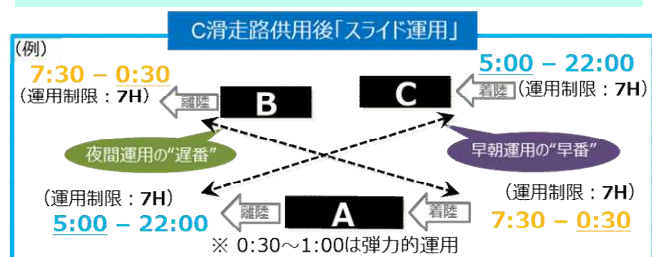 C滑走路供用後「スライド運用」
(例)
7:30 – 0:30
(運用制限:7H)
離陸
B
C
5:00 – 22:00
着陸
(運用制限:7H)
夜間運用の“遅番”
早朝運用の“早番”
(運用制限:7H)
5:00 – 22:00
離陸
A
着陸
(運用制限:7H)
7:30 – 0:30
※ 0:30~1:00は弾力的運用